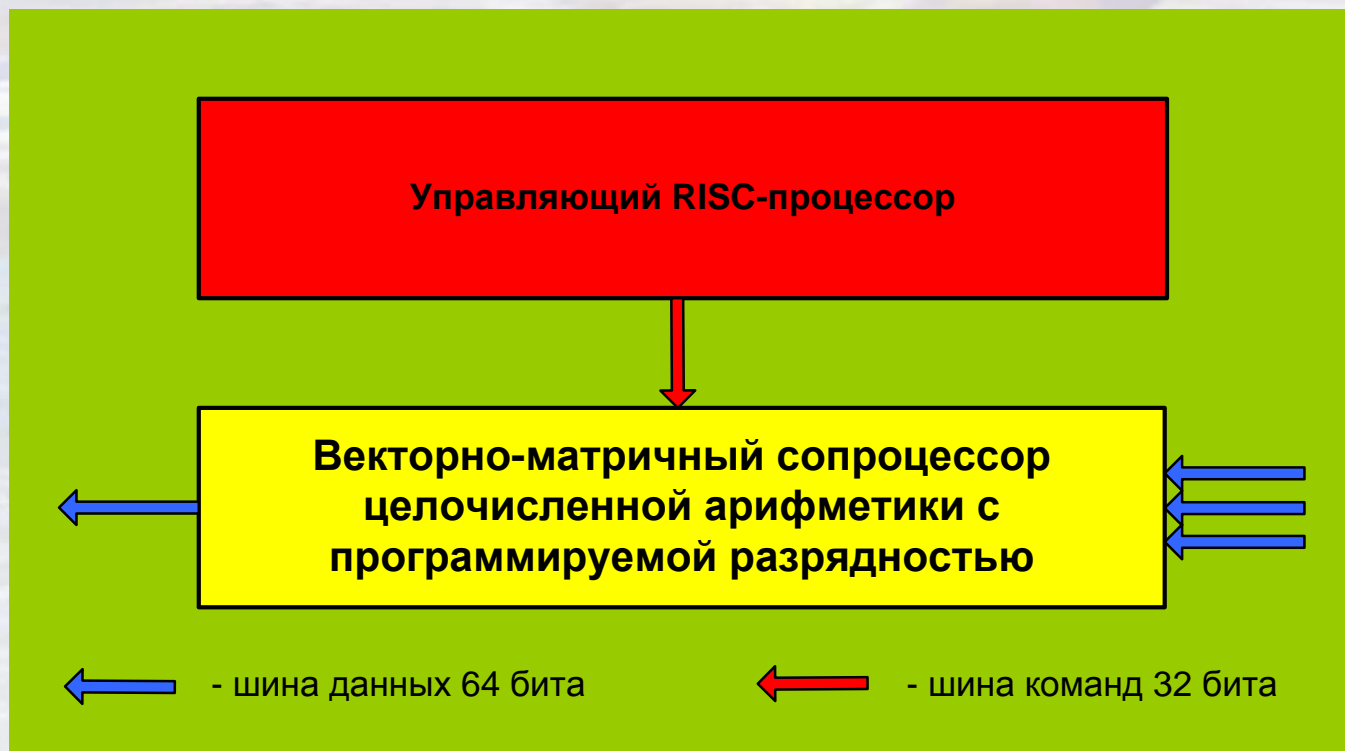 Управляющий RISC-процессор
Векторно-матричный сопроцессор
целочисленной арифметики с
программируемой разрядностью
- шина данных 64 бита
- шина команд 32 бита